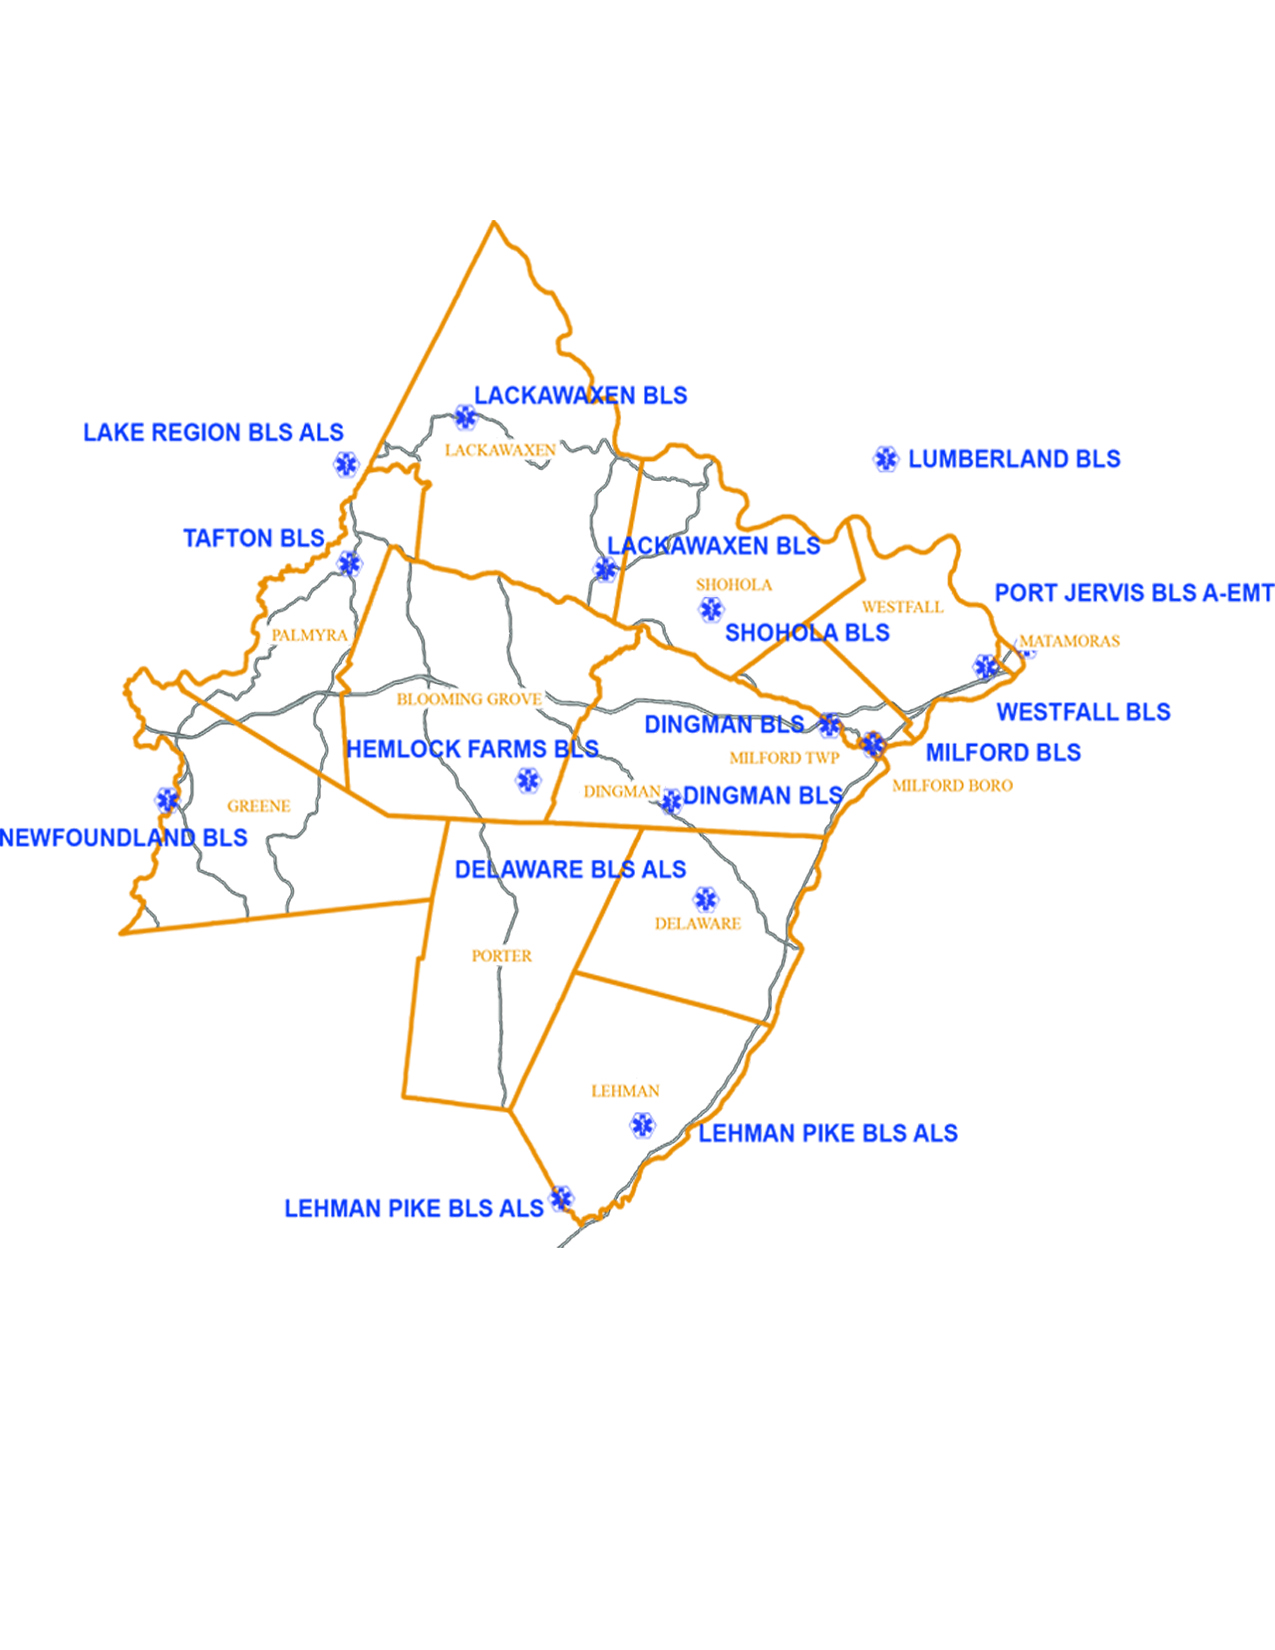 LACKAWAXEN BLS
LAKE REGION BLS ALS
LACKAWAXEN
LUMBERLAND BLS
TAFTON BLS
LACKAWAXEN BLS
SHOHOLA
PORT JERVIS BLS A-EMT
WESTFALL
PALMYRA
SHOHOLA BLS
MATAMORAS
BLOOMING GROVE
WESTFALL BLS
DINGMAN BLS
HEMLOCK FARMS BLS
MILFORD BLS
MILFORD TWP
MILFORD BORO
DINGMAN
DINGMAN BLS
GREENE
NEWFOUNDLAND BLS
DELAWARE BLS ALS
DELAWARE
PORTER
LEHMAN
LEHMAN PIKE BLS ALS
LEHMAN PIKE BLS ALS